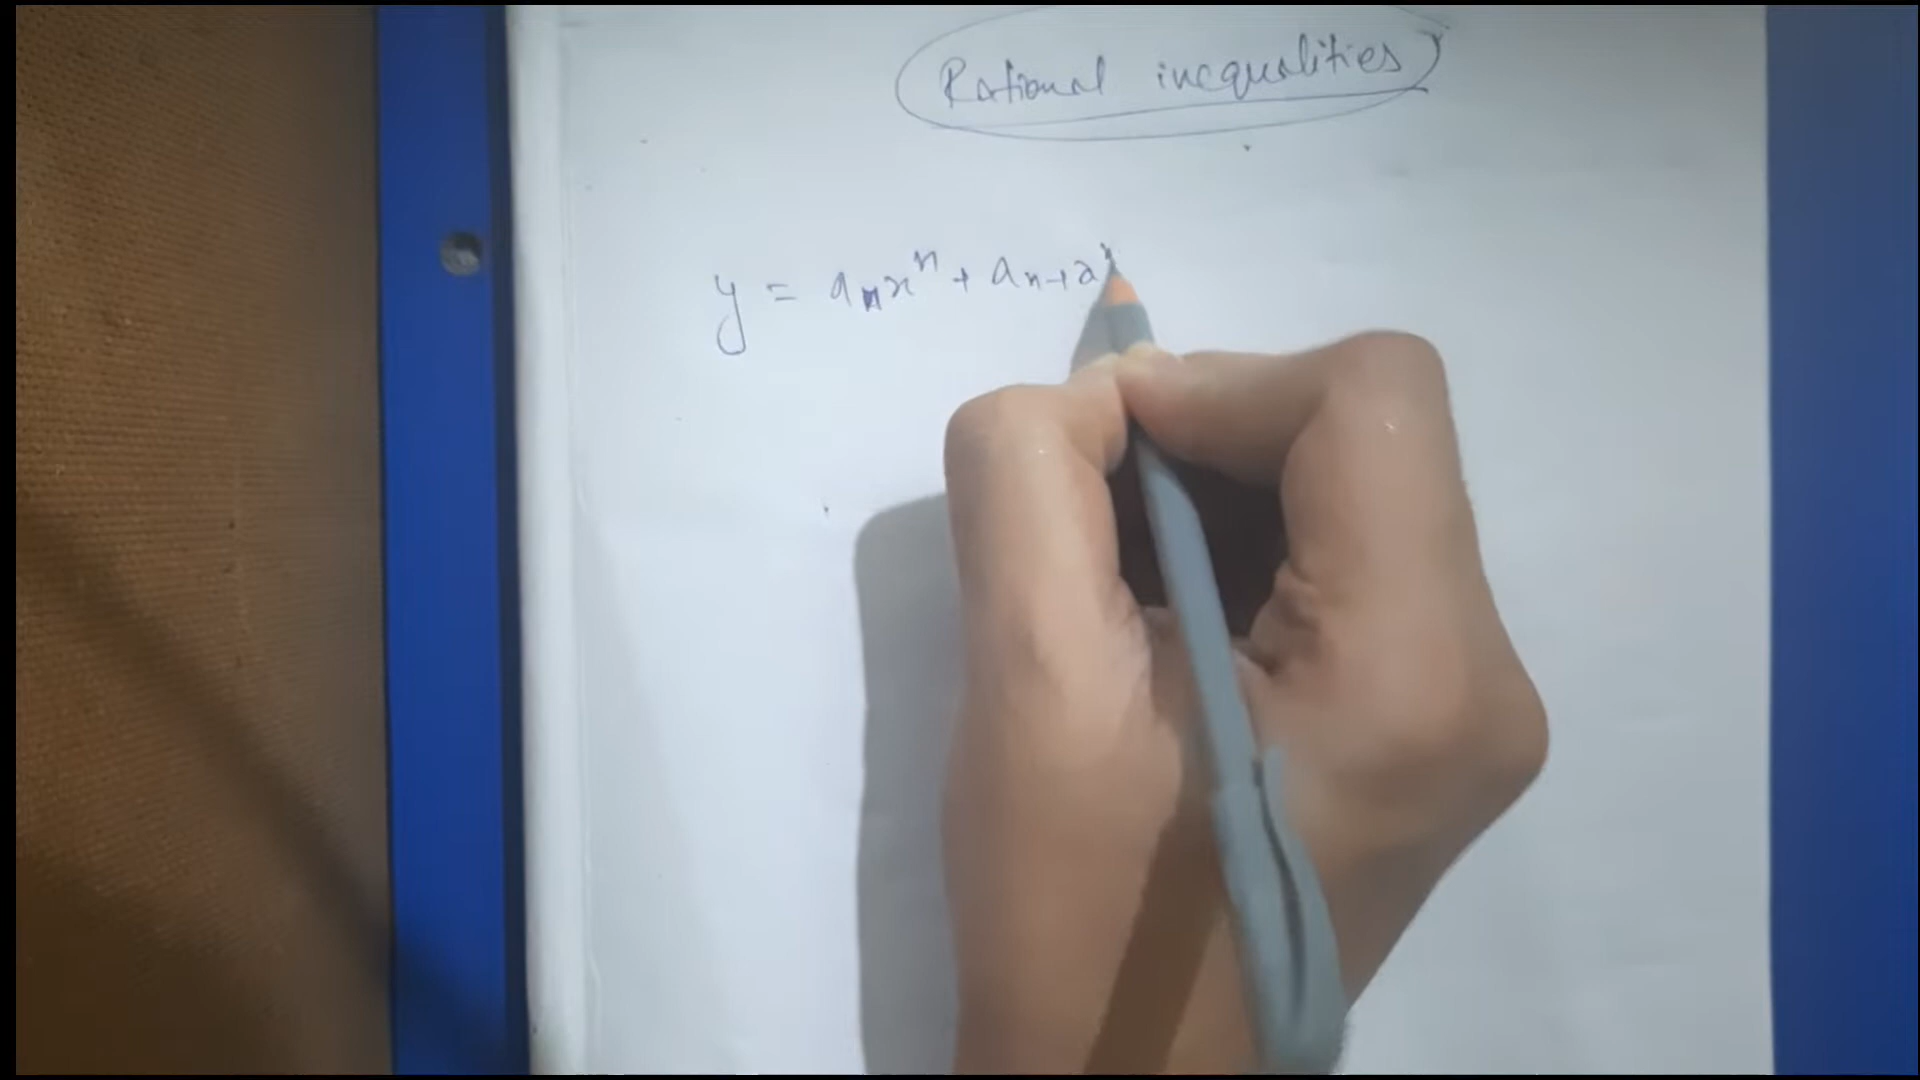 Rational inequalities
y = aₙxⁿ + aₙ₋₁x